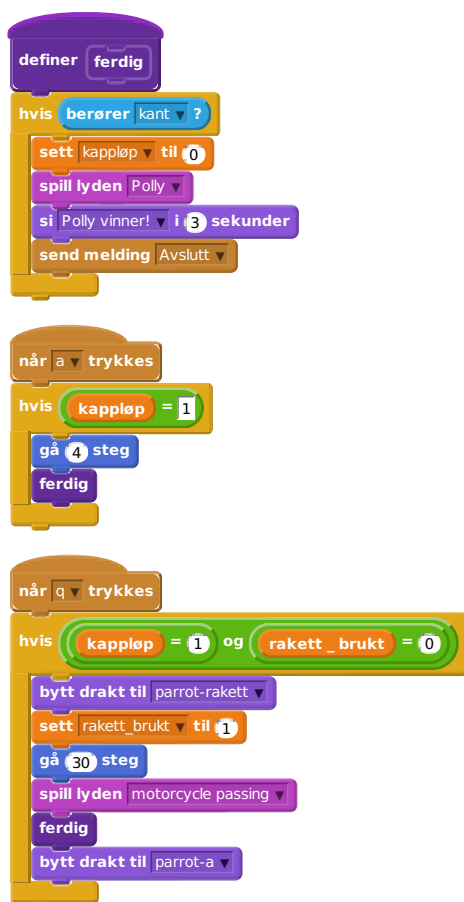 definer ferdig
hvis berører kant ▼ ?
sett kappløp ▼ til 0
spill lyden Polly ▼
si Polly vinner! ▼ i 3 sekunder
send melding Avslutt ▼
når a ▼ trykkes
hvis kappløp = 1
gå 4 steg
ferdig
når q ▼ trykkes
hvis kappløp = 1 og rakett _ brukt = 0
bytt drakt til parrot-rakett ▼
sett rakett_brukt ▼ til 1
gå 30 steg
spill lyden motorcycle passing ▼
ferdig
bytt drakt til parrot-a ▼